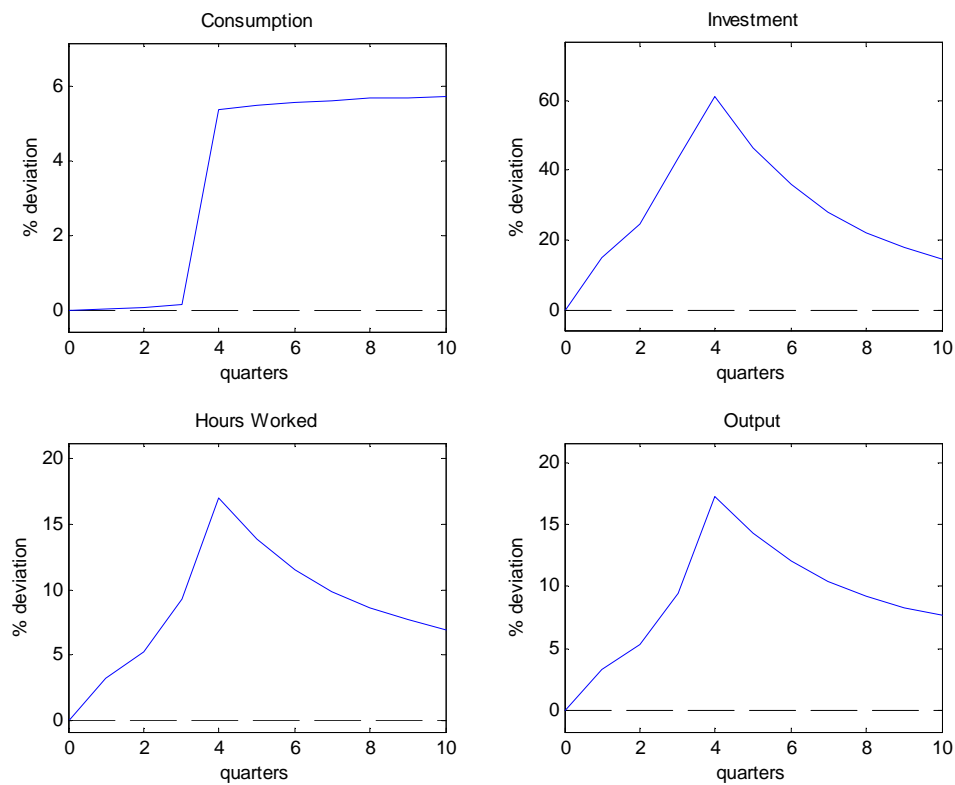 Consumption
% deviation
6
4
2
0
0 2 4 6 8 10
quarters
Investment
% deviation
60
40
20
0
0 2 4 6 8 10
quarters
Hours Worked
% deviation
20
15
10
5
0
0 2 4 6 8 10
quarters
Output
% deviation
20
15
10
5
0
0 2 4 6 8 10
quarters